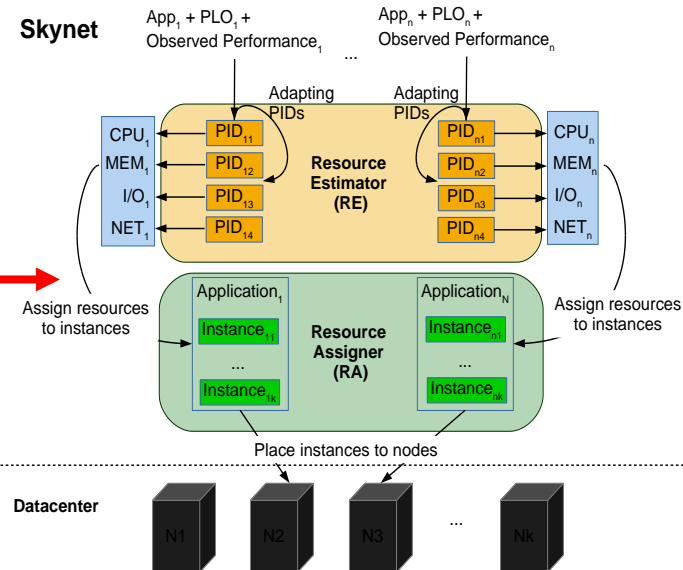 Skynet
App₁ + PLO₁ +
Observed Performance₁
...
Appₙ + PLOₙ +
Observed Performanceₙ
Adapting
PIDs
Adapting
PIDs
CPU₁
MEM₁
I/O₁
NET₁
PID₁₁
PID₁₂
PID₁₃
PID₁₄
Resource
Estimator
(RE)
PIDₙ₁
PIDₙ₂
PIDₙ₃
PIDₙ₄
CPUₙ
MEMₙ
I/Oₙ
NETₙ
Assign resources
to instances
Application₁
Instance₁₁
...
Instance₁ₖ
Resource
Assigner
(RA)
Application_N
Instanceₙ₁
...
Instanceₙₖ
Assign resources
to instances
Place instances to nodes
Datacenter
N1
N2
N3
...
Nk